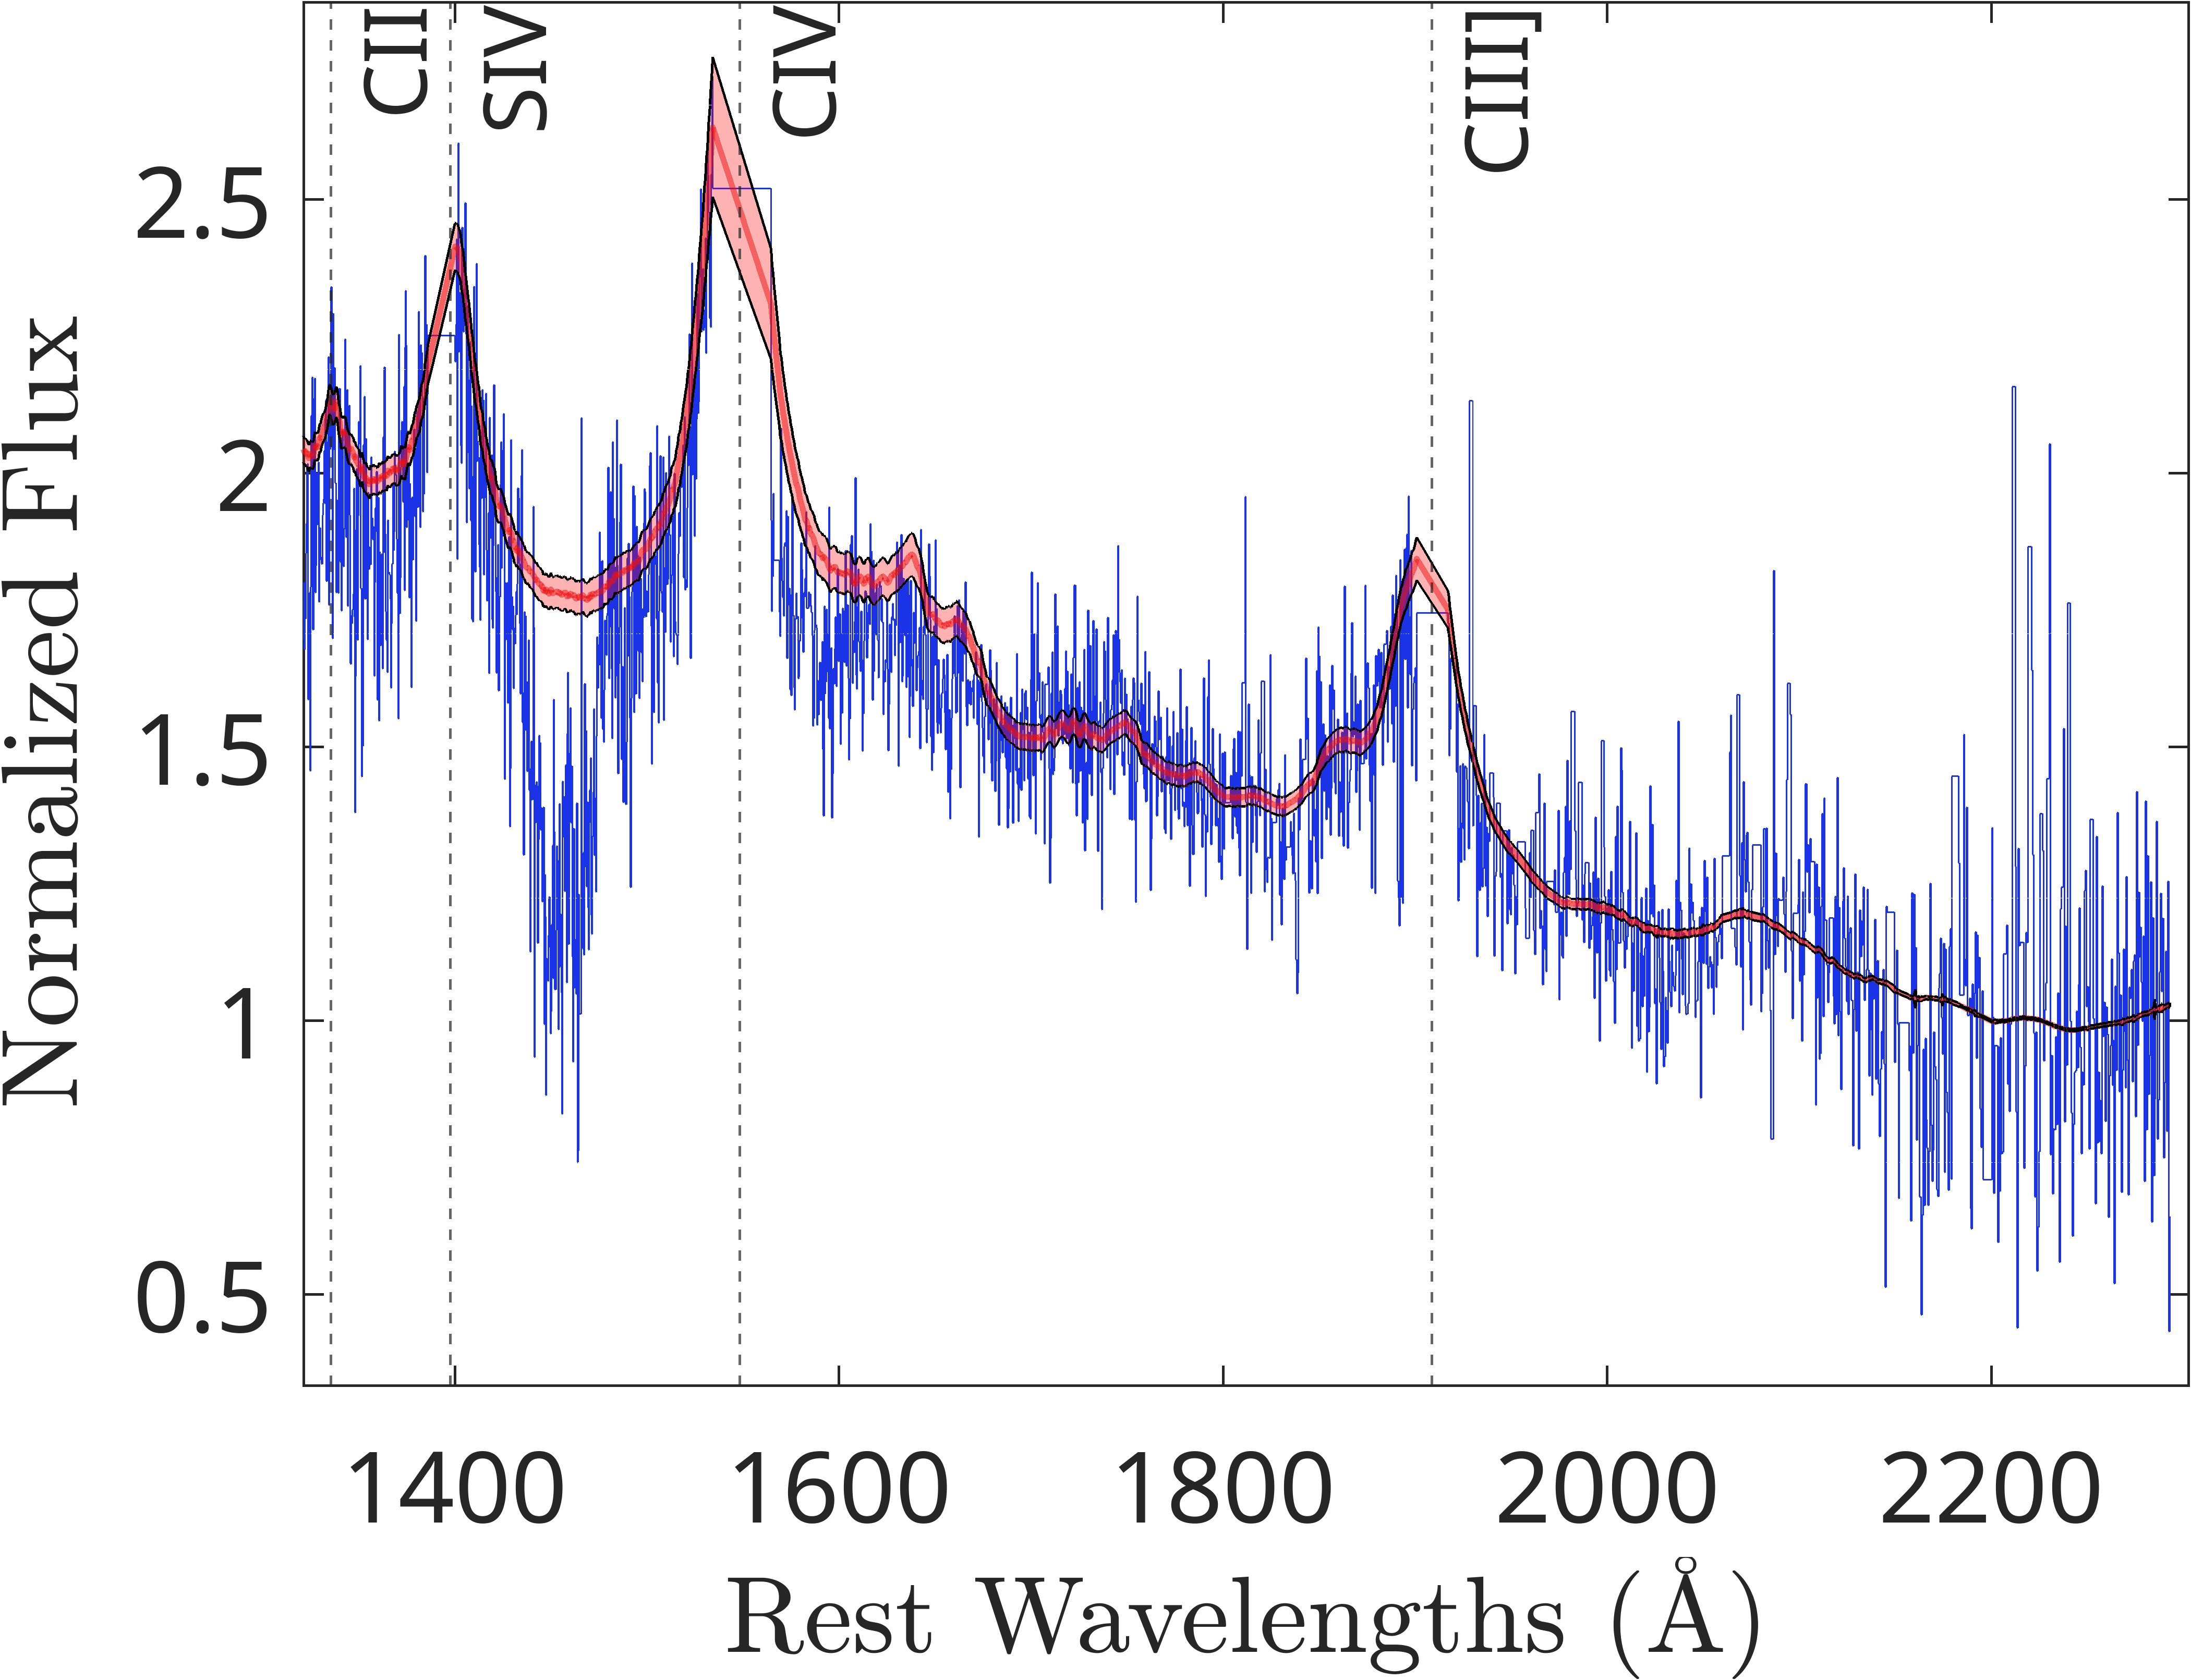 CII
SIV
CIV
CIII]
Normalized Flux
2.5
2
1.5
1
0.5
1400
1600
1800
2000
2200
Rest Wavelengths (Å)